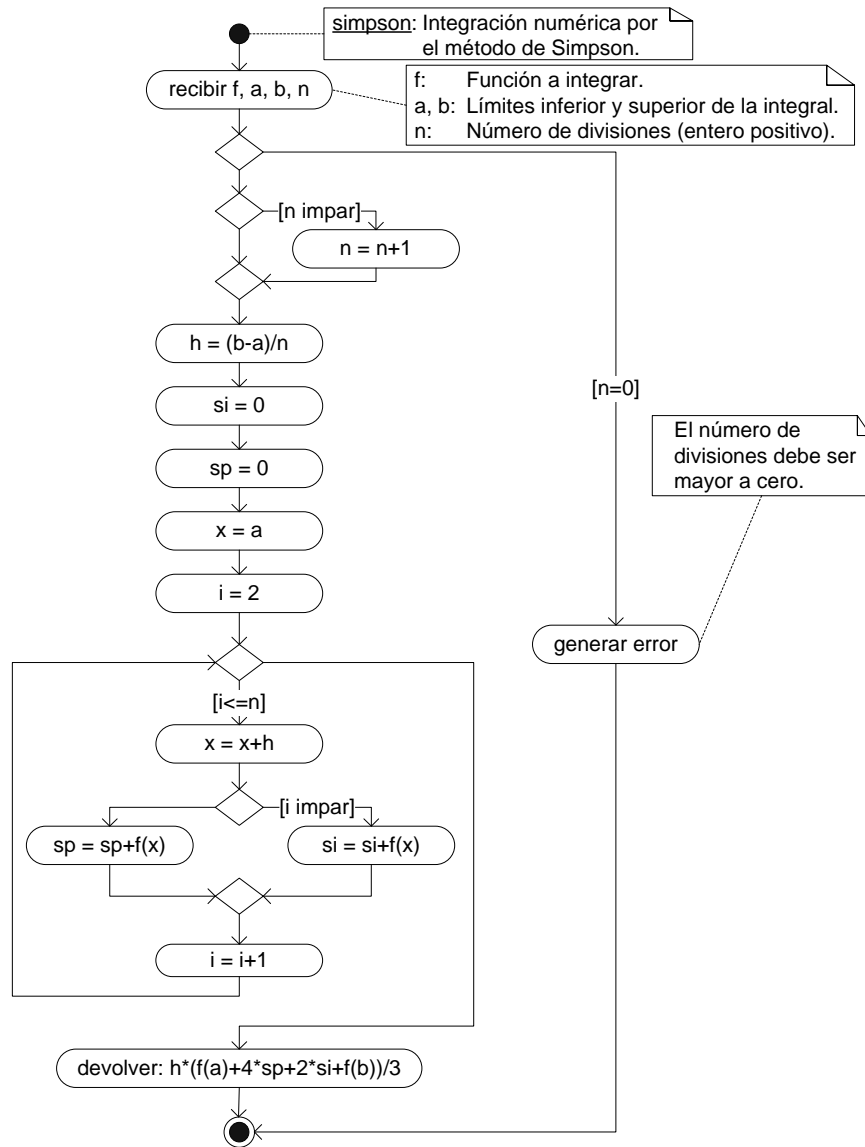 simpson: Integración numérica por
el método de Simpson.
recibir f, a, b, n
f: Función a integrar.
a, b: Límites inferior y superior de la integral.
n: Número de divisiones (entero positivo).
[n impar]
n = n+1
h = (b-a)/n
si = 0
[n=0]
sp = 0
El número de
divisiones debe ser
mayor a cero.
x = a
i = 2
generar error
[i<=n]
x = x+h
[i impar]
sp = sp+f(x)
si = si+f(x)
i = i+1
devolver: h*(f(a)+4*sp+2*si+f(b))/3